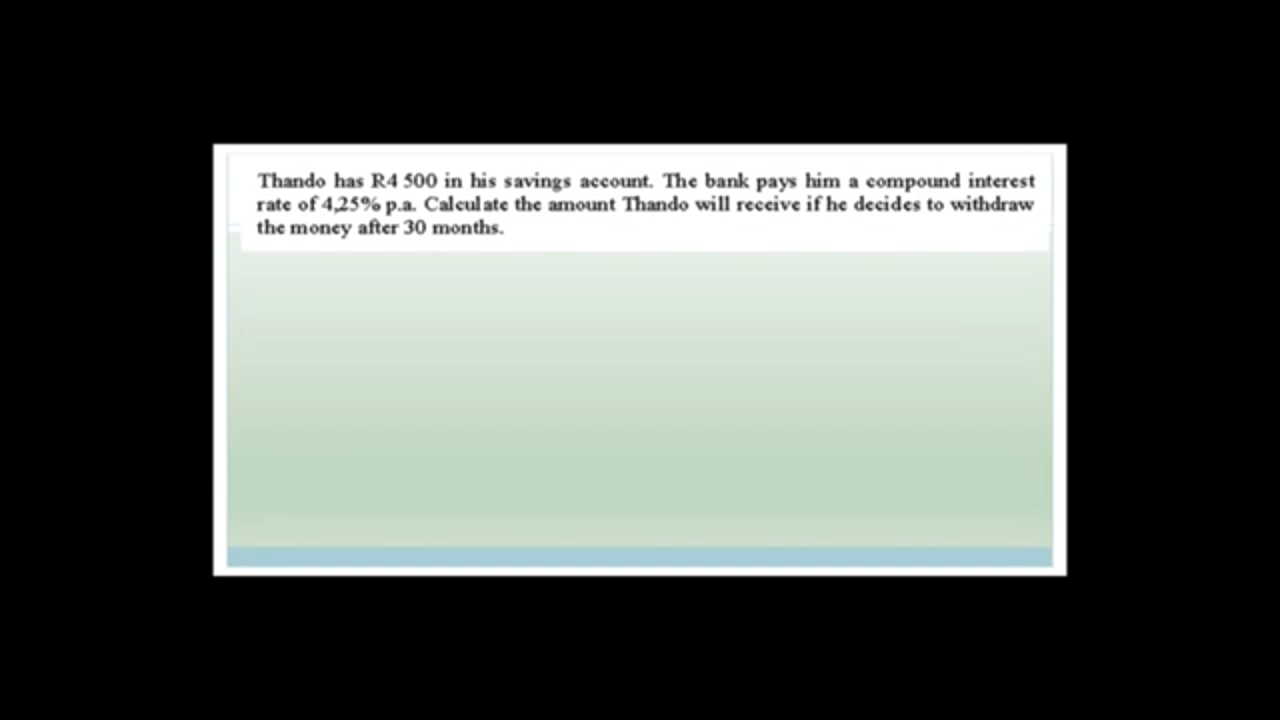 Thando has R4 500 in his savings account. The bank pays him a compound interest
rate of 4,25% p.a. Calculate the amount Thando will receive if he decides to withdraw
the money after 30 months.